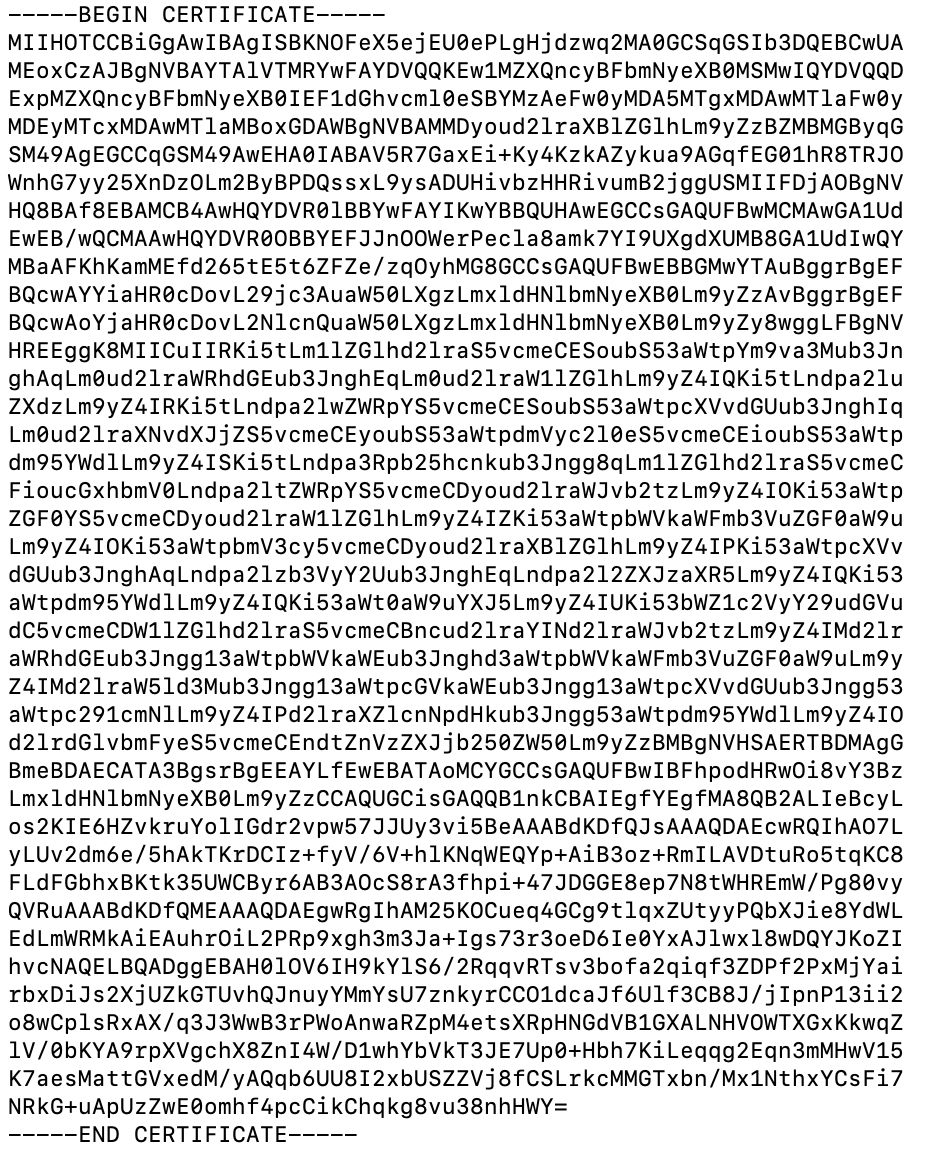 -----BEGIN CERTIFICATE-----
MIIHOTCCBiGgAwIBAgISBKNOFeX5ejEU0ePLgHjdzwq2MA0GCSqGSIb3DQEBCwUA
MEoxCzAJBgNVBAYTAlVTMRYwFAYDVQQKEw1MZXQncyBFbmNyeXB0MSMwIQYDVQQD
ExpMZXQncyBFbmNyeXB0IEF1dGhvcml0eSBYMzAeFw0yMDA5MTgxMDAwMTlaFw0y
MDEyMTcxMDAwMTlaMBoxGDAWBgNVBAMMDyoud2lraXBlZGlhLm9yZzBZMBMGByqG
SM49AgEGCCqGSM49AwEHA0IABAV5R7GaxEi+Ky4KzkAZykua9AGqfEG01hR8TRJO
WnhG7yy25XnDzOLm2ByBPDQssxL9ysADUHivbzHHRivumB2jggUSMIIFDjAOBgNV
HQ8BAf8EBAMCB4AwHQYDVR0lBBYwFAYIKwYBBQUHAwEGCCsGAQUFBwMCMAwGA1Ud
EwEB/wQCMAAwHQYDVR0OBBYEFJJnOOWerPecla8amk7YI9UXgdXUMB8GA1UdIwQY
MBaAFKhKamMEfd265tE5t6ZFZe/zqOyhMG8GCCsGAQUFBwEBBGMwYTAuBggrBgEF
BQcwAYYiaHR0cDovL29jc3AuaW50LXgzLmxldHNlbmNyeXB0Lm9yZzAvBggrBgEF
BQcwAoYjaHR0cDovL2NlcnQuaW50LXgzLmxldHNlbmNyeXB0Lm9yZy8wggLFBgNV
HREEggK8MIICuIIRKi5tLm1lZGlhd2lraS5vcmeCESoubS53aWtpYm9va3Mub3Jn
ghAqLm0ud2lraWRhdGEub3JnghEqLm0ud2lraW1lZGlhLm9yZ4IQKi5tLndpa2lu
ZXdzLm9yZ4IRKi5tLndpa2lwZWRpYS5vcmeCESoubS53aWtpcXVvdGUub3JnghIq
Lm0ud2lraXNvdXJjZS5vcmeCEyoubS53aWtpdmVyc2l0eS5vcmeCEioubS53aWtp
dm95YWdlLm9yZ4ISKi5tLndpa3Rpb25hcnkub3Jngg8qLm1lZGlhd2lraS5vcmeC
FioucGxhbmV0Lndpa2ltZWRpYS5vcmeCDyoud2lraWJvb2tzLm9yZ4IOKi53aWtp
ZGF0YS5vcmeCDyoud2lraW1lZGlhLm9yZ4IZKi53aWtpbWVkaWFmb3VuZGF0aW9u
Lm9yZ4IOKi53aWtpbmV3cy5vcmeCDyoud2lraXBlZGlhLm9yZ4IPKi53aWtpcXVv
dGUub3JnghAqLndpa2lzb3VyY2Uub3JnghEqLndpa2l2ZXJzaXR5Lm9yZ4IQKi53
aWtpdm95YWdlLm9yZ4IQKi53aWt0aW9uYXJ5Lm9yZ4IUKi53bWZ1c2VyY29udGVu
dC5vcmeCDW1lZGlhd2lraS5vcmeCBncud2lraYINd2lraWJvb2tzLm9yZ4IMd2lr
aWRhdGEub3Jngg13aWtpbWVkaWEub3Jnghd3aWtpbWVkaWFmb3VuZGF0aW9uLm9y
Z4IMd2lraW5ld3Mub3Jngg13aWtpcGVkaWEub3Jngg13aWtpcXVvdGUub3Jngg53
aWtpc291cmNlLm9yZ4IPd2lraXZlcnNpdHkub3Jngg53aWtpdm95YWdlLm9yZ4IO
d2lrdGlvbmFyeS5vcmeCEndtZnVzZXJjb250ZW50Lm9yZzBMBgNVHSAERTBDMAgG
BmeBDAECATA3BgsrBgEEAYLfEwEBATAoMCYGCCsGAQUFBwIBFhpodHRwOi8vY3Bz
LmxldHNlbmNyeXB0Lm9yZzCCAQUGCisGAQQB1nkCBAIEgfYEgfMA8QB2ALIeBcyL
os2KIE6HZvkruYolIGdr2vpw57JJUy3vi5BeAAABdKDfQJsAAAQDAEcwRQIhAO7L
yLUv2dm6e/5hAkTKrDCIz+fyV/6V+hlKNqWEQYp+AiB3oz+RmILAVDtuRo5tqKC8
FLdFGbhxBKtk35UWCByr6AB3AOcS8rA3fhpi+47JDGGE8ep7N8tWHREmW/Pg80vy
QVRuAAABdKDfQMEAAAQDAEgwRgIhAM25KOCueq4GCg9tlqxZUtyyPQbXJie8YdWL
EdLmWRMkAiEAuhrOiL2PRp9xgh3m3Ja+Igs73r3oeD6Ie0YxAJlwxl8wDQYJKoZI
hvcNAQELBQADggEBAH0lOV6IH9kYlS6/2RqqvRTsv3bofa2qiqf3ZDPf2PxMjYai
rbxDiJs2XjUZkGTUvhQJnuyYMmYsU7znkyrCCO1dcaJf6Ulf3CB8J/jIpnP13ii2
o8wCplsRxAX/q3J3WwB3rPWoAnwaRZpM4etsXRpHNGdVB1GXALNHVOWTXGxKkwqZ
lV/0bKYA9rpXVgchX8ZnI4W/D1whYbVkT3JE7Up0+Hbh7KiLeqqg2Eqn3mMHwV15
K7aesMattGVxedM/yAQqb6UU8I2xbUSZZVj8fCSLrkcMMGTxbn/Mx1NthxYCsFi7
NRkG+uApUzZwE0omhf4pcCikChqkg8vu38nhHWY=
-----END CERTIFICATE-----